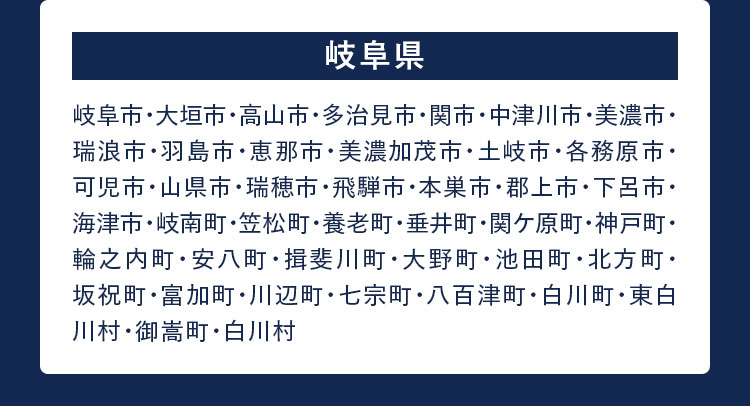 岐阜県
岐阜市・大垣市・高山市・多治見市・関市・中津川市・美濃市・
瑞浪市・羽島市・恵那市・美濃加茂市・土岐市・各務原市・
可児市・山県市・瑞穂市・飛騨市・本巣市・郡上市・下呂市・
海津市・岐南町・笠松町・養老町・垂井町・関ケ原町・神戸町・
輪之内町・安八町・揖斐川町・大野町・池田町・北方町・
坂祝町・富加町・川辺町・七宗町・八百津町・白川町・東白
川村・御嵩町・白川村